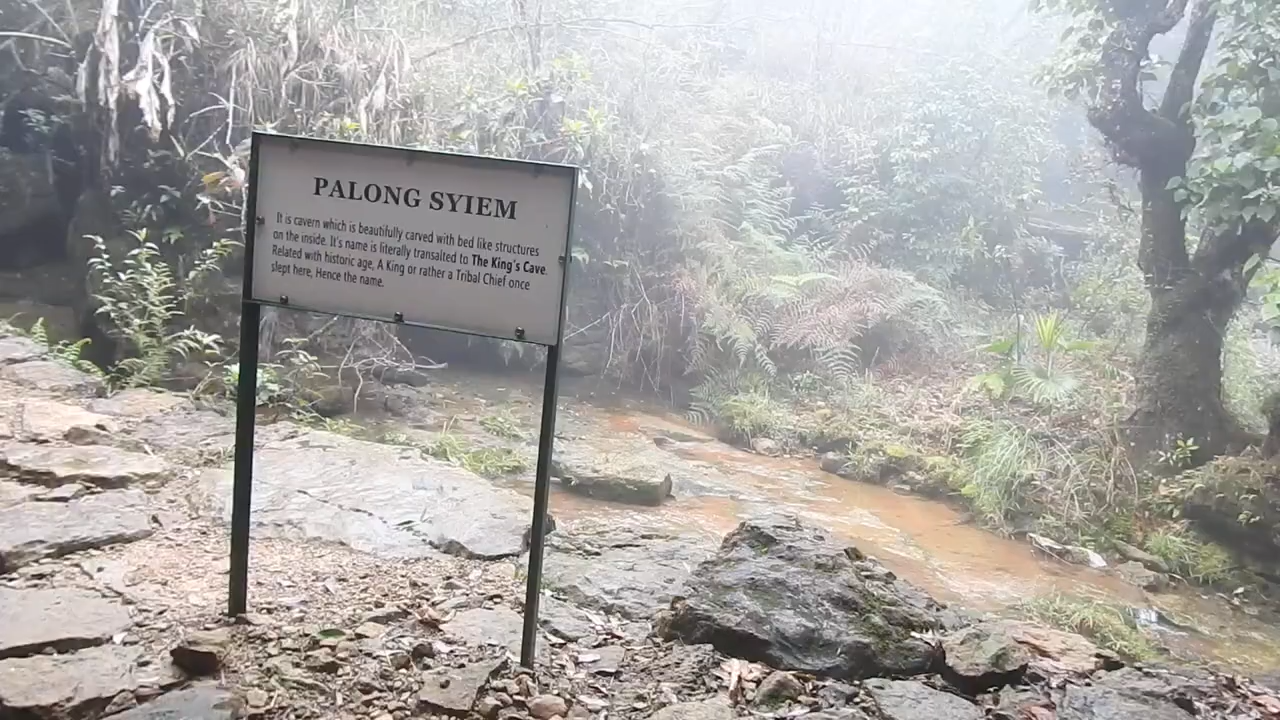 PALONG SYIEM
It is cavern which is beautifully carved with bed like structures
on the inside. It's name is literally transalted to The King's Cave.
Related with historic age, A King or rather a Tribal Chief once
slept here, Hence the name.